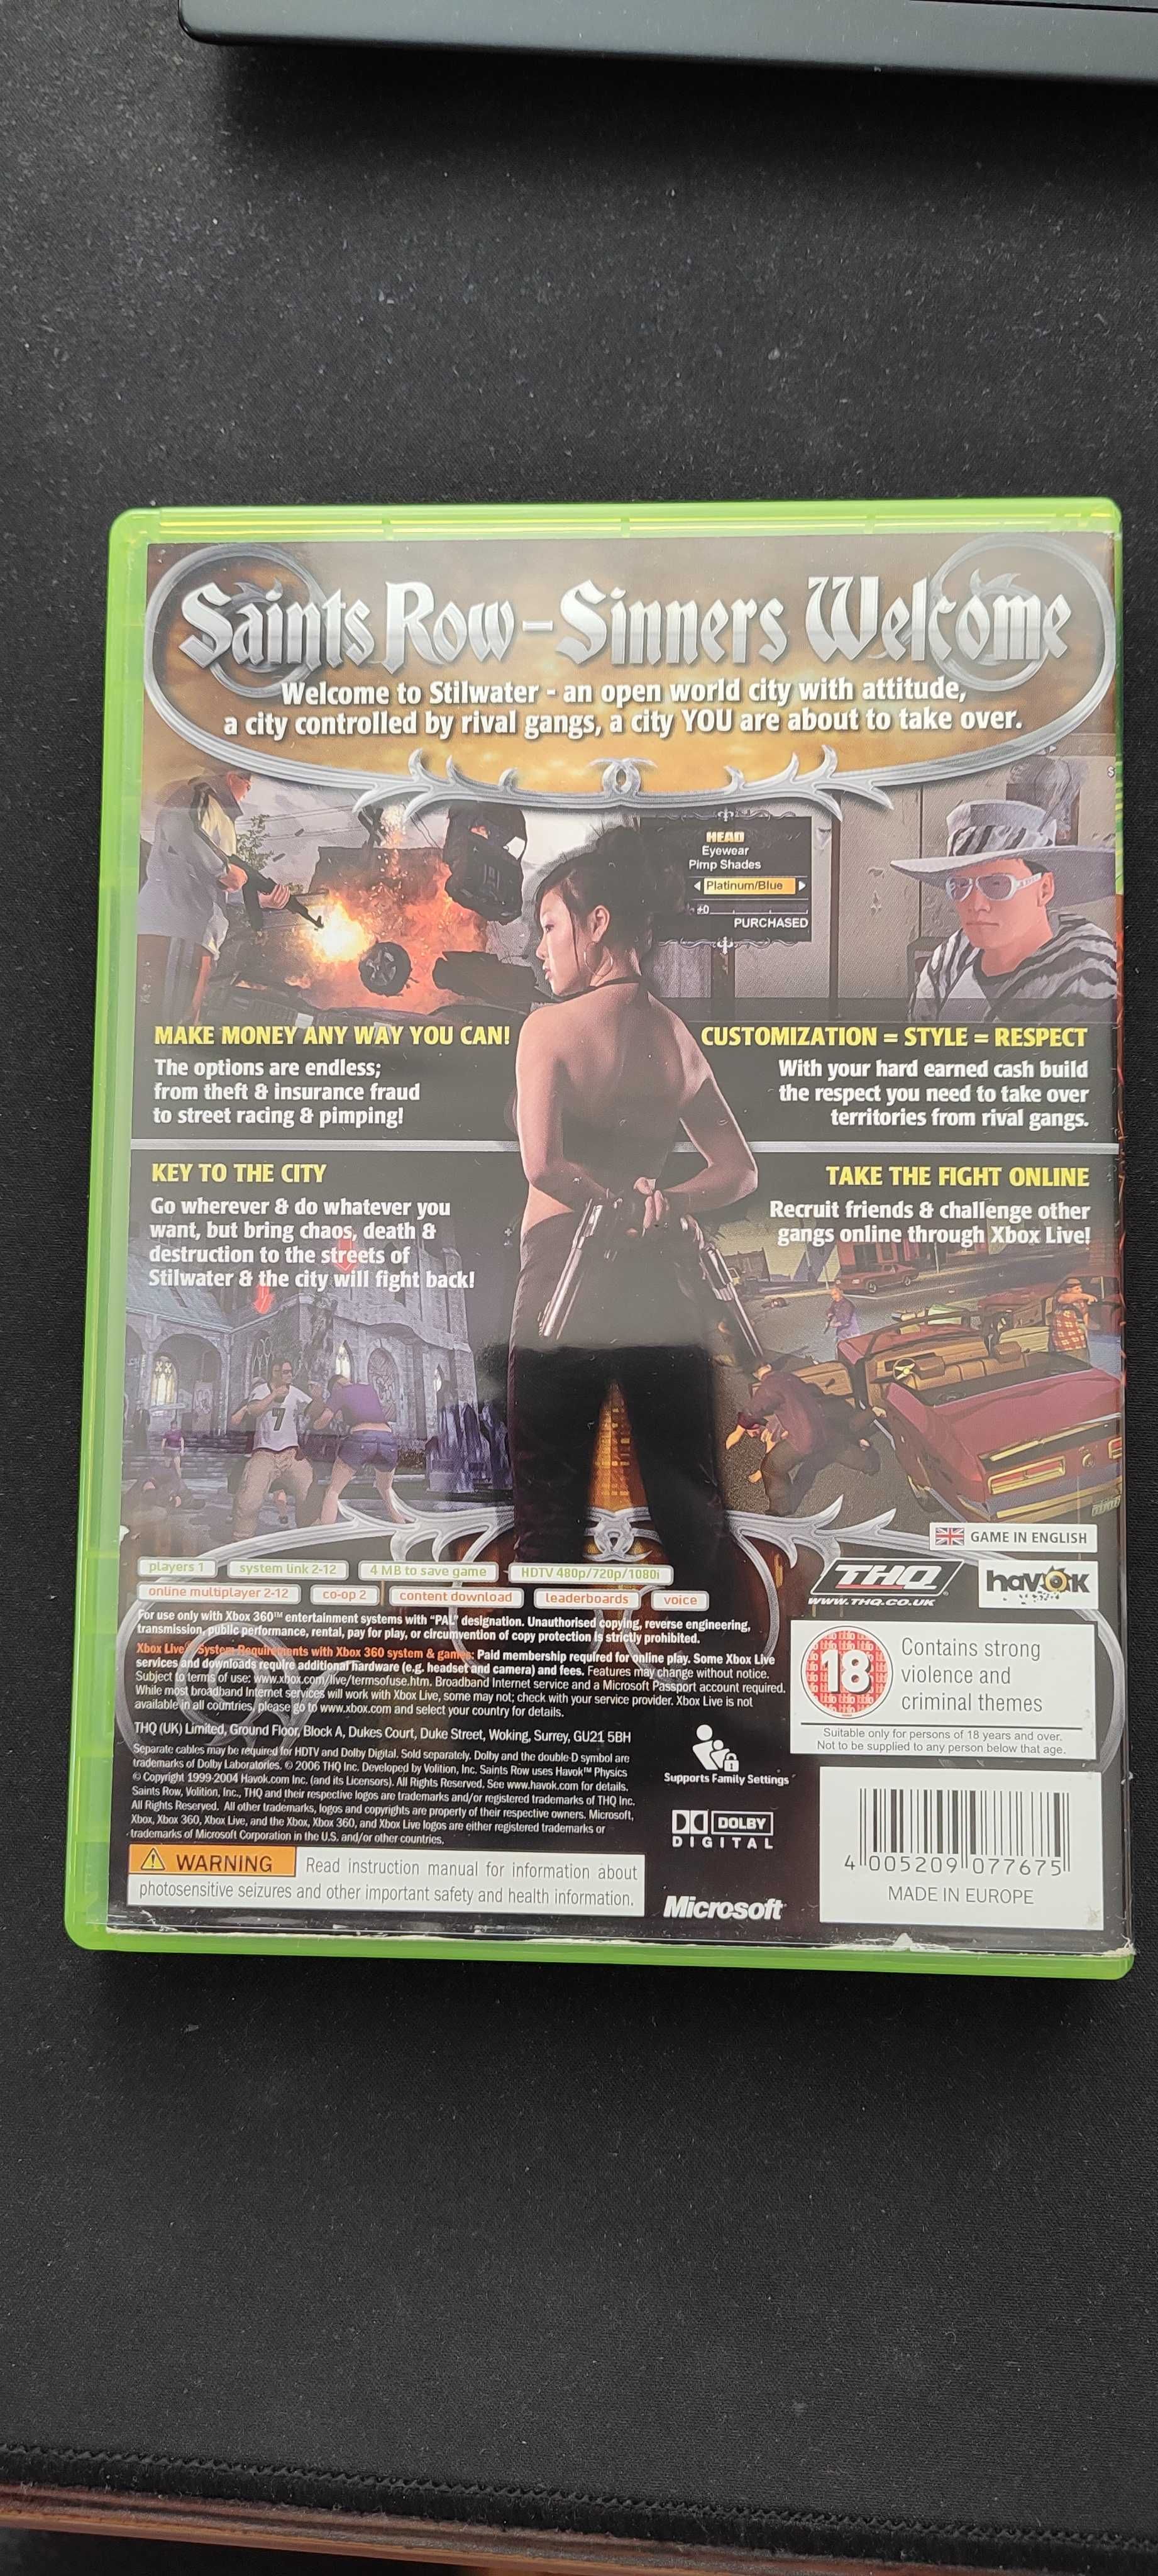 Saints Row - Sinners Welcome
Welcome to Stilwater - an open world city with attitude,
a city controlled by rival gangs, a city YOU are about to take over.
HEAD
Eyewear
Pimp Shades
Platinum/Blue
PURCHASED
MAKE MONEY ANY WAY YOU CAN!
The options are endless;
from theft & insurance fraud
to street racing & pimping!
CUSTOMIZATION = STYLE = RESPECT
With your hard earned cash build
the respect you need to take over
territories from rival gangs.
KEY TO THE CITY
Go wherever & do whatever you
want, but bring chaos, death &
destruction to the streets of
Stilwater & the city will fight back!
TAKE THE FIGHT ONLINE
Recruit friends & challenge other
gangs online through Xbox Live!
7
GAME IN ENGLISH
players 1
system link 2-12
4 MB to save game
HDTV 480p/720p/1080i
online multiplayer 2-12
co-op 2
content download
leaderboards
voice
THQ
WWW.THQ.CO.UK
havok
For use only with Xbox 360™ entertainment systems with "PAL" designation. Unauthorised copying, reverse engineering,
transmission, public performance, rental, pay for play, or circumvention of copy protection is strictly prohibited.
Xbox Live® System Requirements with Xbox 360 system & games: Paid membership required for online play. Some Xbox Live
services and downloads require additional hardware (e.g. headset and camera) and fees. Features may change without notice.
Subject to terms of use: www.xbox.com/live/termsofuse.htm. Broadband Internet service and a Microsoft Passport account required.
While most broadband Internet services will work with Xbox Live, some may not; check with your service provider. Xbox Live is not
available in all countries, please go to www.xbox.com and select your country for details.
THQ (UK) Limited, Ground Floor, Block A, Dukes Court, Duke Street, Woking, Surrey, GU21 5BH
Separate cables may be required for HDTV and Dolby Digital. Sold separately. Dolby and the double-D symbol are
trademarks of Dolby Laboratories. © 2006 THQ Inc. Developed by Volition, Inc. Saints Row uses Havok™ Physics
© Copyright 1999-2004 Havok.com Inc. (and its Licensors). All Rights Reserved. See www.havok.com for details.
Saints Row, Volition, Inc., THQ and their respective logos are trademarks and/or registered trademarks of THQ Inc.
All Rights Reserved. All other trademarks, logos and copyrights are property of their respective owners. Microsoft,
Xbox, Xbox 360, Xbox Live, and the Xbox, Xbox 360, and Xbox Live logos are either registered trademarks or
trademarks of Microsoft Corporation in the U.S. and/or other countries.
WARNING Read instruction manual for information about
photosensitive seizures and other important safety and health information.
Supports Family Settings
DOLBY
DIGITAL
Microsoft
18
Contains strong
violence and
criminal themes
Suitable only for persons of 18 years and over.
Not to be supplied to any person below that age.
4 005209 077675
MADE IN EUROPE